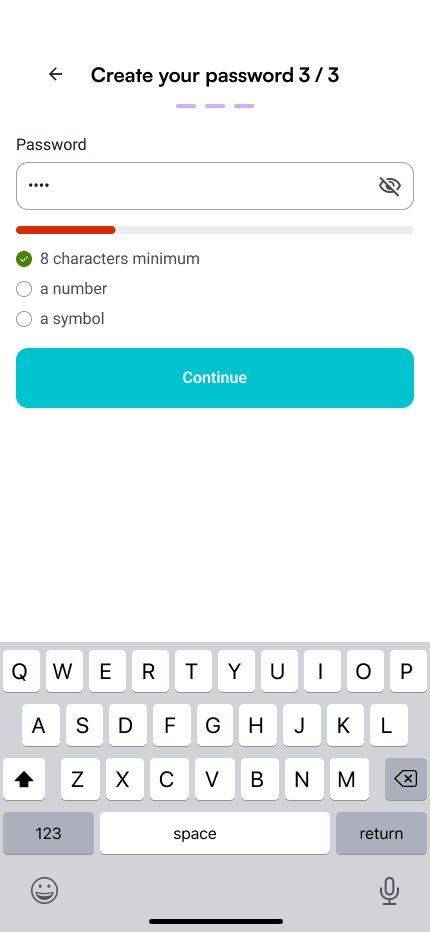 Create your password 3 / 3
Password
••••
8 characters minimum
a number
a symbol
Continue
Q W E R T Y U I O P
A S D F G H J K L
Z X C V B N M
123 space return